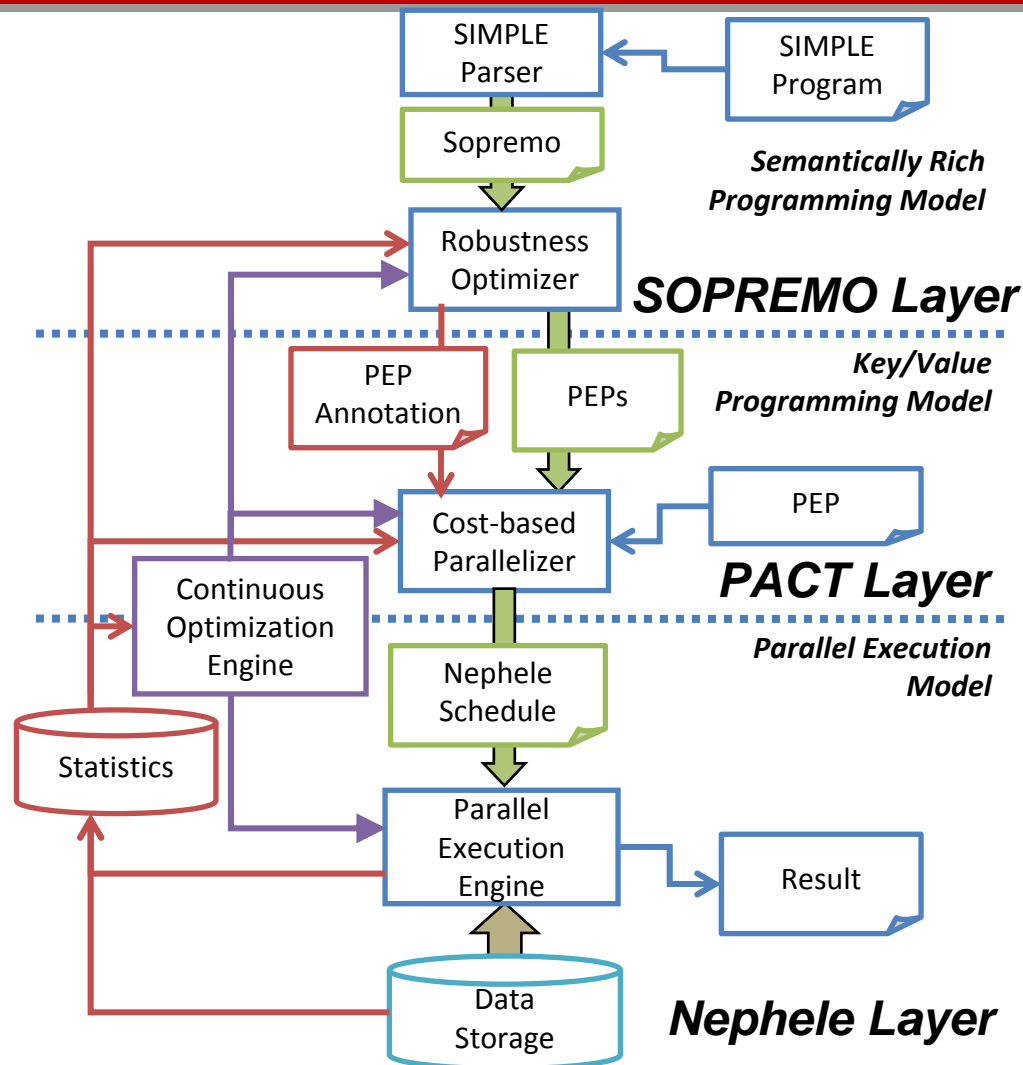 SIMPLE
Parser
SIMPLE
Program
Sopremo
Semantically Rich
Programming Model
Robustness
Optimizer
SOPREMO Layer
Key/Value
Programming Model
PEP
Annotation
PEPs
Cost-based
Parallelizer
PEP
PACT Layer
Continuous
Optimization
Engine
Parallel Execution
Model
Nephele
Schedule
Statistics
Parallel
Execution
Engine
Result
Data
Storage
Nephele Layer